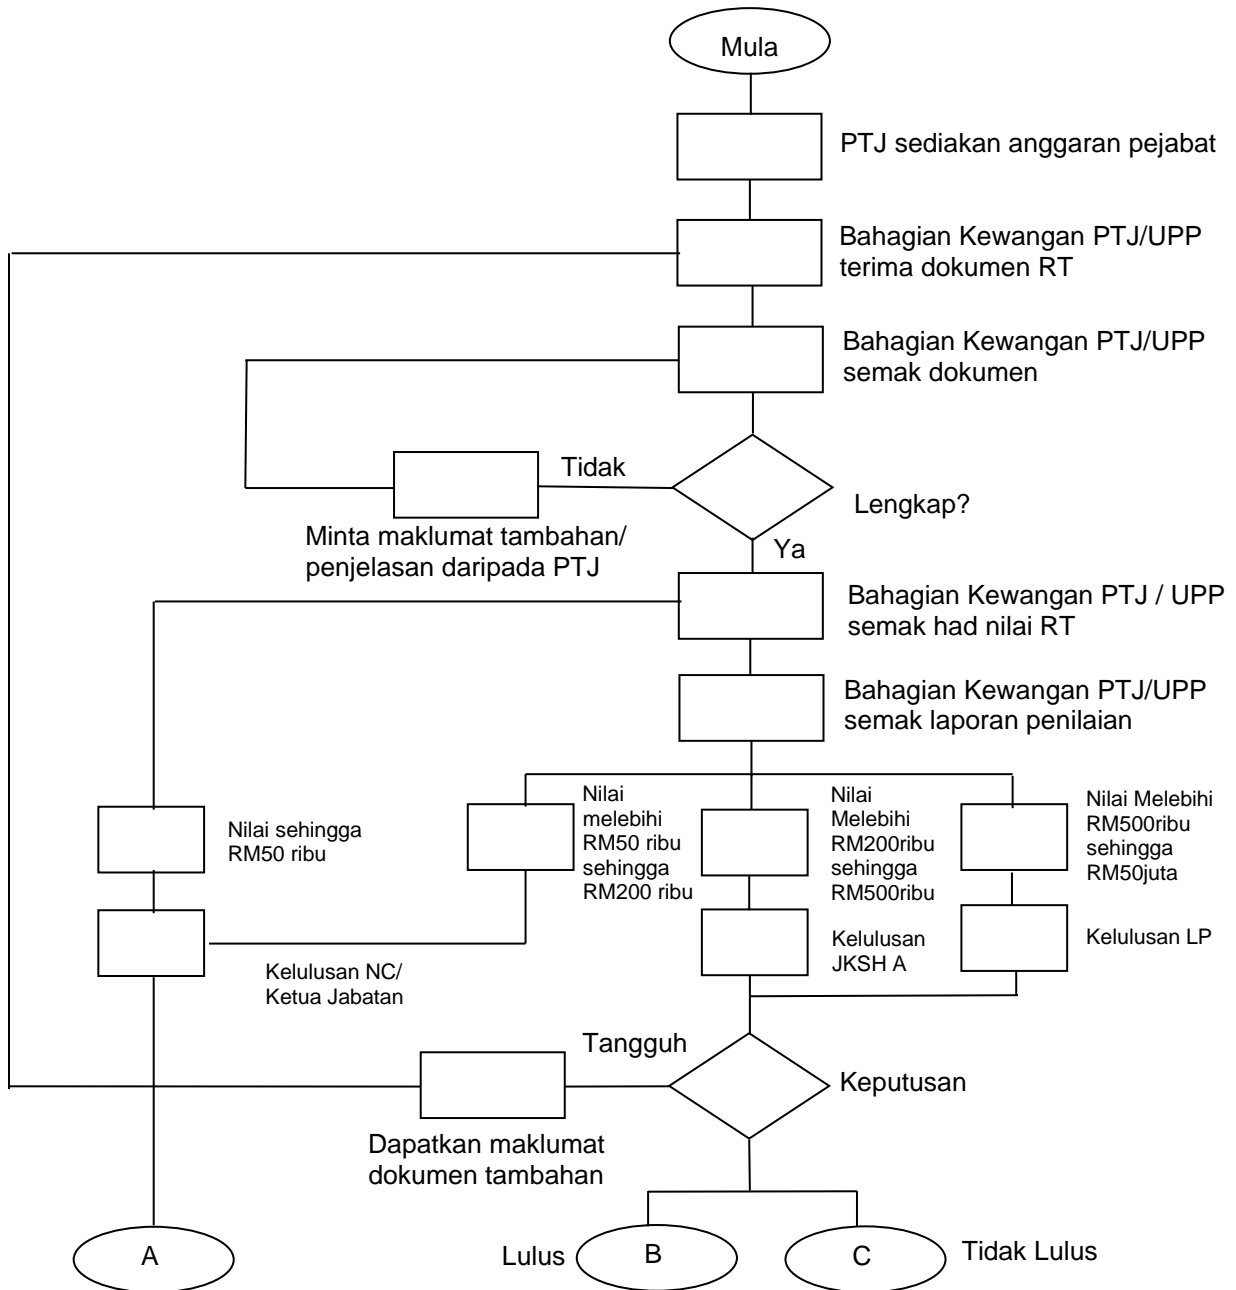 Mula
PTJ sediakan anggaran pejabat
Bahagian Kewangan PTJ/UPP
terima dokumen RT
Bahagian Kewangan PTJ/UPP
semak dokumen
Tidak
Lengkap?
Minta maklumat tambahan/
penjelasan daripada PTJ
Ya
Bahagian Kewangan PTJ / UPP
semak had nilai RT
Bahagian Kewangan PTJ/UPP
semak laporan penilaian
Nilai sehingga
RM50 ribu
Nilai
melebihi
RM50 ribu
sehingga
RM200 ribu
Nilai
Melebihi
RM200ribu
sehingga
RM500ribu
Nilai Melebihi
RM500ribu
sehingga
RM50juta
Kelulusan NC/
Ketua Jabatan
Kelulusan
JKSH A
Kelulusan LP
Tangguh
Keputusan
Dapatkan maklumat
dokumen tambahan
A
Lulus
B
C
Tidak Lulus